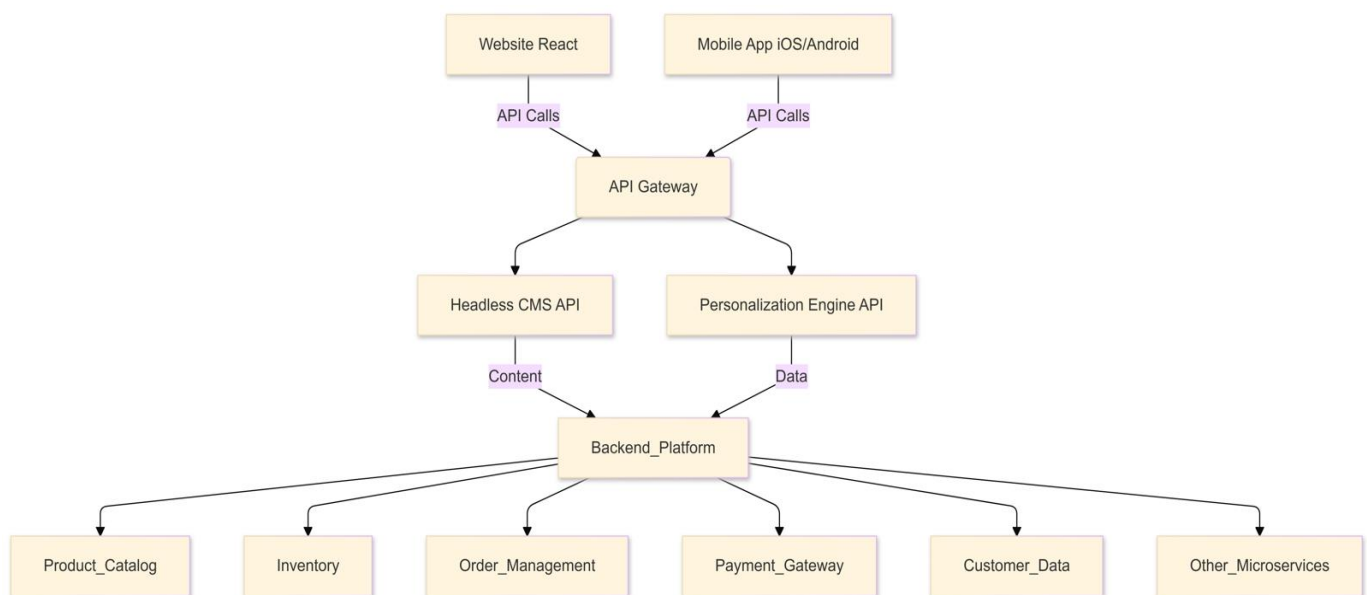 Website React
Mobile App iOS/Android
API Calls
API Calls
API Gateway
Headless CMS API
Personalization Engine API
Content
Data
Backend_Platform
Product_Catalog
Inventory
Order_Management
Payment_Gateway
Customer_Data
Other_Microservices